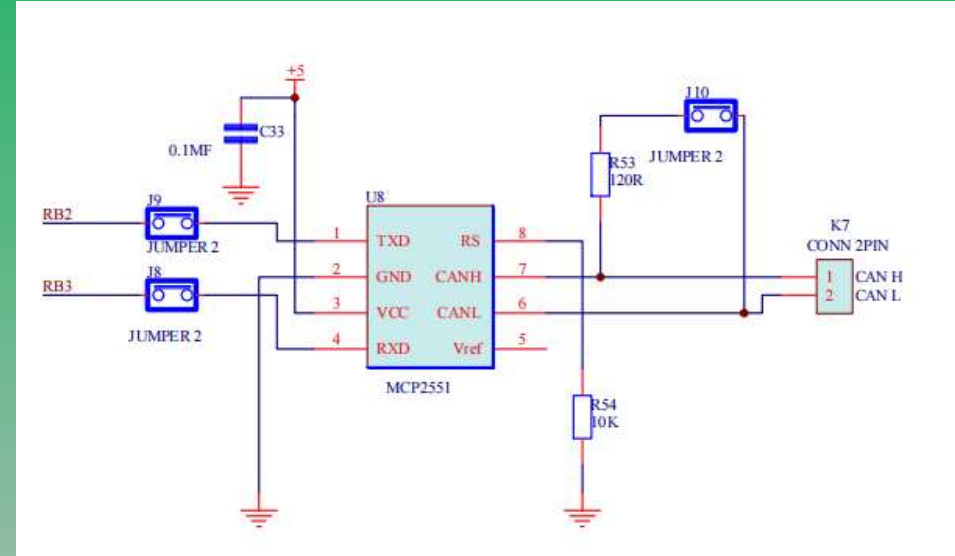 +5
C33
0.1MF
J10
R53
120R
JUMPER 2
U8
J9
RB2
JUMPER 2
J8
RB3
JUMPER 2
1 TXD
2 GND
3 VCC
4 RXD
RS 8
CANH 7
CANL 6
Vref 5
MCP2551
K7
CONN 2PIN
1 CAN H
2 CAN L
R54
10K